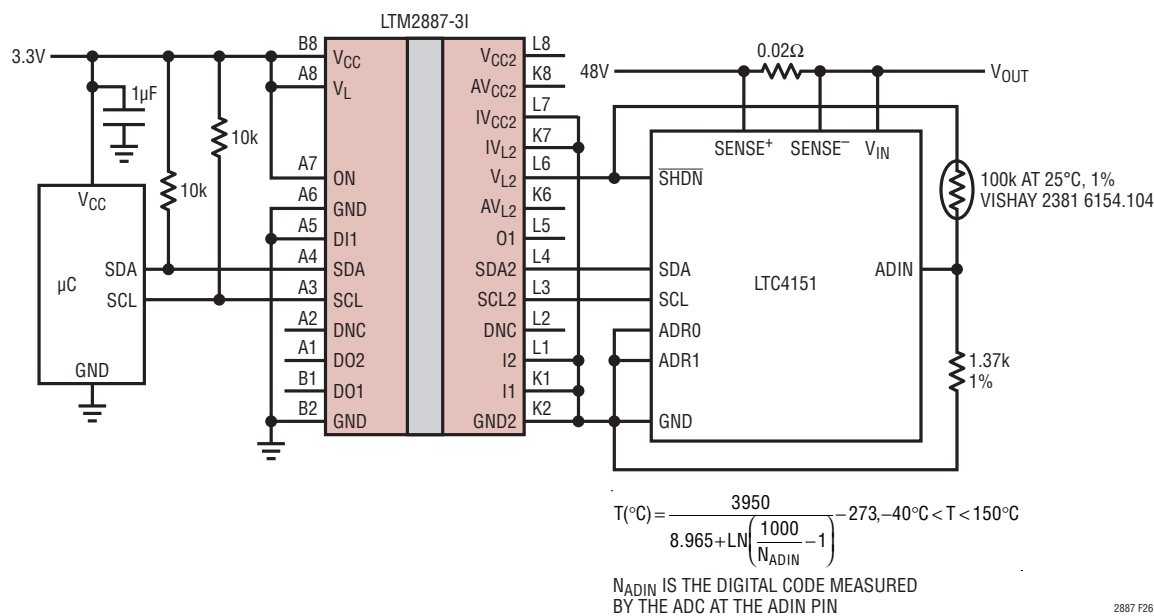 LTM2887-3I
3.3V
1µF
10k
10k
VCC
µC
SDA
SCL
GND
B8
A8
A7
A6
A5
A4
A3
A2
A1
B1
B2
VCC
VL
ON
GND
DI1
SDA
SCL
DNC
DO2
DO1
GND
VCC2
AVCC2
IVCC2
IVL2
VL2
AVL2
O1
SDA2
SCL2
DNC
I2
I1
GND2
L8
K8
L7
K7
L6
K6
L5
L4
L3
L2
L1
K1
K2
48V
0.02Ω
VOUT
SENSE+
SENSE−
VIN
SHDN
SDA
SCL
ADR0
ADR1
GND
LTC4151
ADIN
100k AT 25°C, 1%
VISHAY 2381 6154.104
1.37k
1%
T(°C) = 3950 / (8.965+LN(1000/NADIN −1)) −273,−40°C < T < 150°C
NADIN IS THE DIGITAL CODE MEASURED
BY THE ADC AT THE ADIN PIN
2887 F26